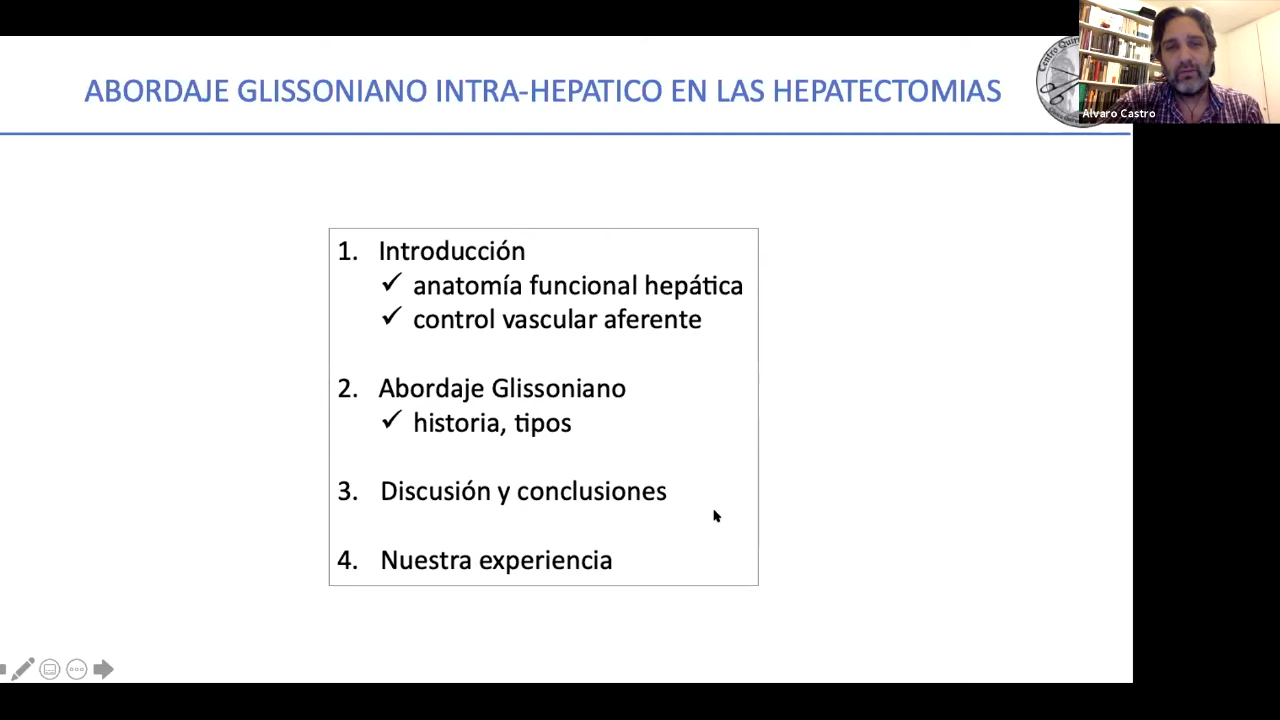 ABORDAJE GLISSONIANO INTRA-HEPATICO EN LAS HEPATECTOMIAS
Alvaro Castro
1. Introducción
✓ anatomía funcional hepática
✓ control vascular aferente
2. Abordaje Glissoniano
✓ historia, tipos
3. Discusión y conclusiones
4. Nuestra experiencia